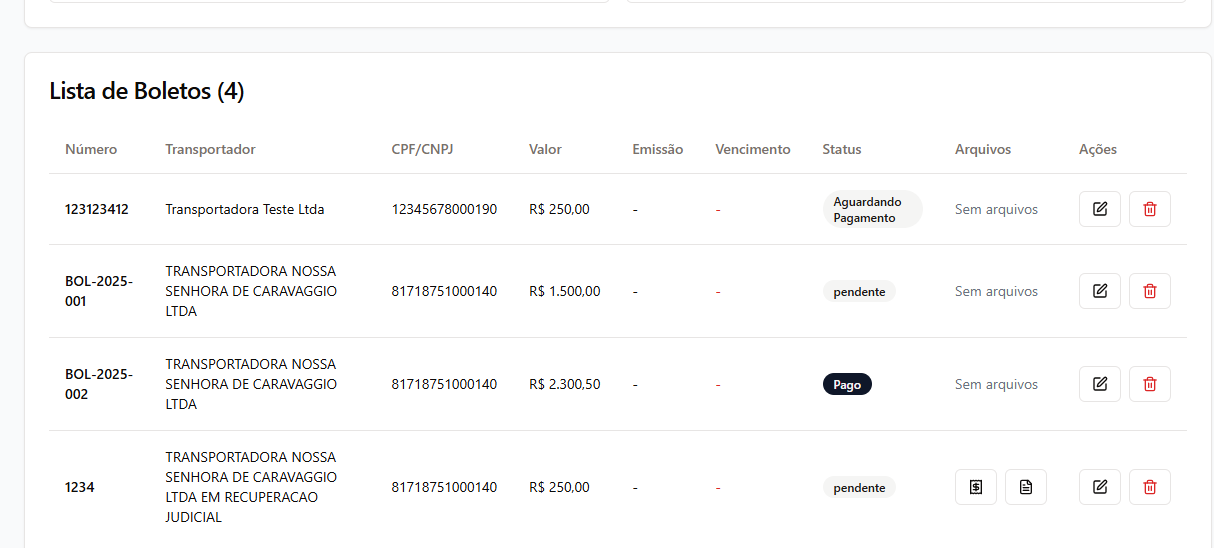 Lista de Boletos (4)
Número Transportador CPF/CNPJ Valor Emissão Vencimento Status Arquivos Ações
123123412 Transportadora Teste Ltda 12345678000190 R$ 250,00 - - Aguardando Pagamento Sem arquivos
BOL-2025-
001
TRANSPORTADORA NOSSA
SENHORA DE CARAVAGGIO
LTDA
81718751000140 R$ 1.500,00 - - pendente Sem arquivos
BOL-2025-
002
TRANSPORTADORA NOSSA
SENHORA DE CARAVAGGIO
LTDA
81718751000140 R$ 2.300,50 - - Pago Sem arquivos
1234
TRANSPORTADORA NOSSA
SENHORA DE CARAVAGGIO
LTDA EM RECUPERACAO
JUDICIAL
81718751000140 R$ 250,00 - - pendente